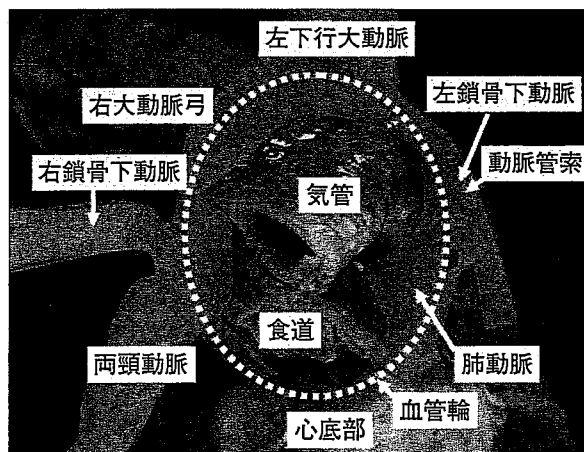 左下行大動脈
左鎖骨下動脈
右大動脈弓
動脈管索
右鎖骨下動脈
気管
食道
両頸動脈
肺動脈
血管輪
心底部